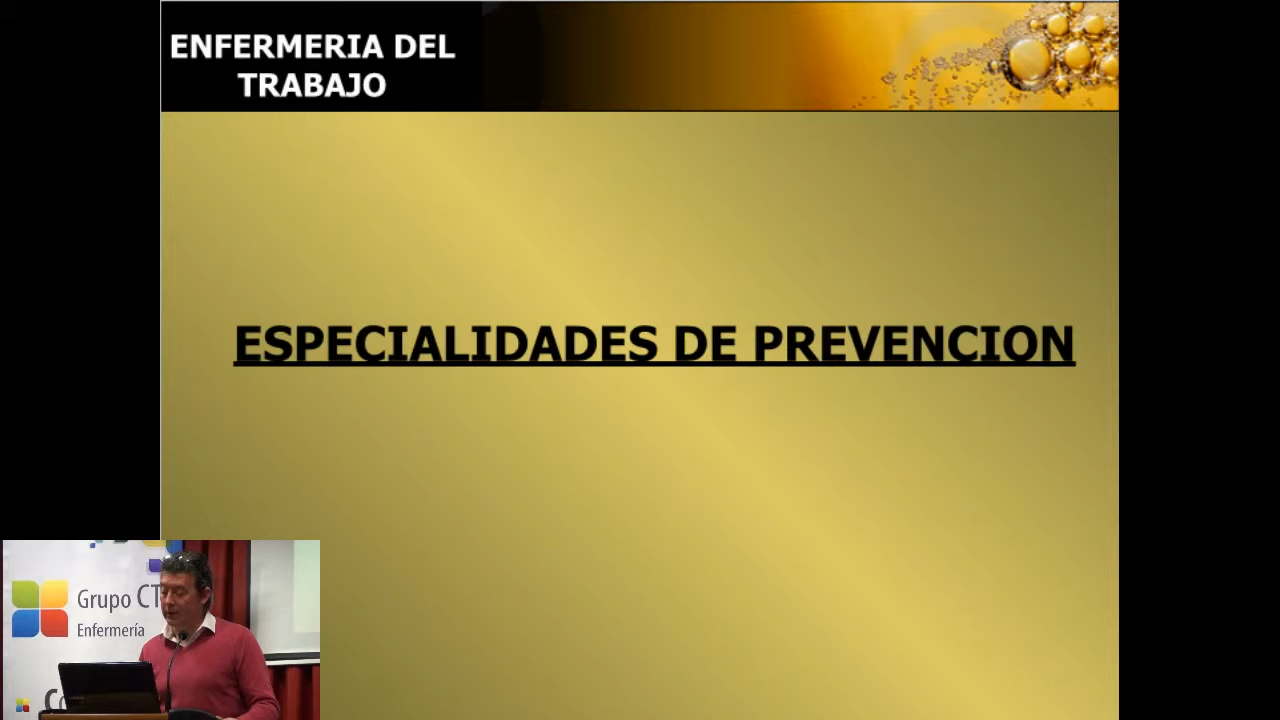 ENFERMERIA DEL
TRABAJO
ESPECIALIDADES DE PREVENCION
Grupo CT
Enfermería